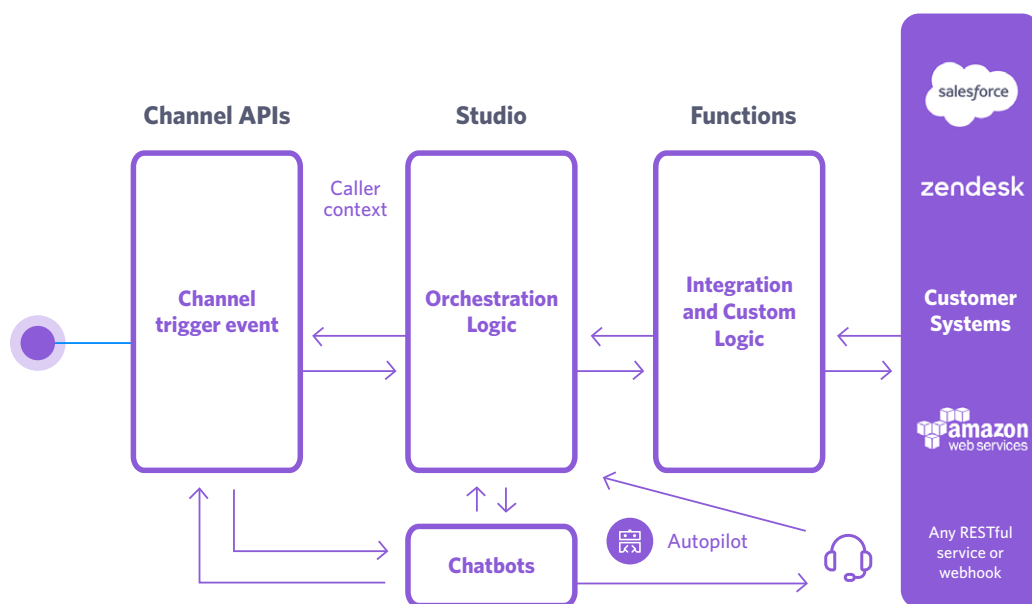 Channel APIs
Studio
Functions
Caller
context
Channel
trigger event
Orchestration
Logic
Integration
and Custom
Logic
salesforce
zendesk
Customer
Systems
amazon
web services
Any RESTful
service or
webhook
Chatbots
Autopilot